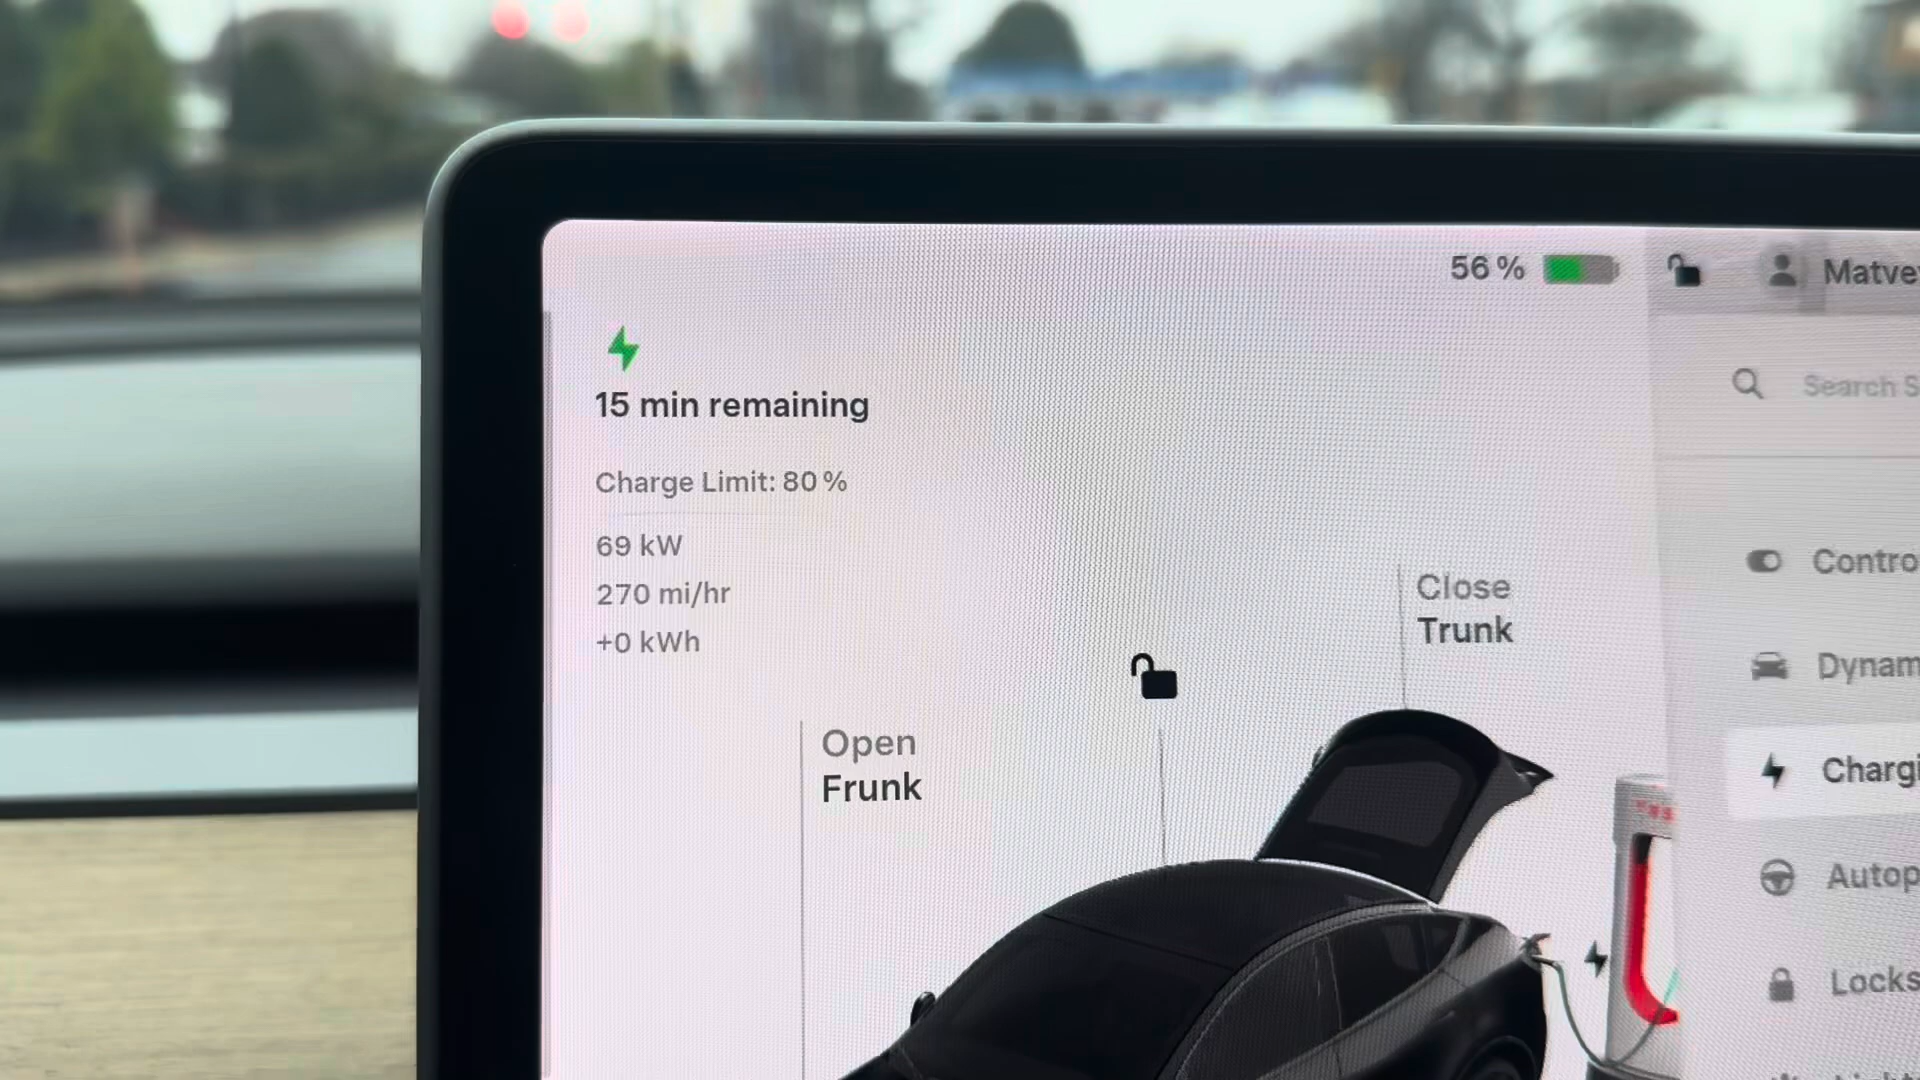 56 %
Matve
15 min remaining
Search S
Charge Limit: 80 %
69 kW
270 mi/hr
+0 kWh
Open
Frunk
Close
Trunk
Contro
Dynam
Chargi
Autop
Locks